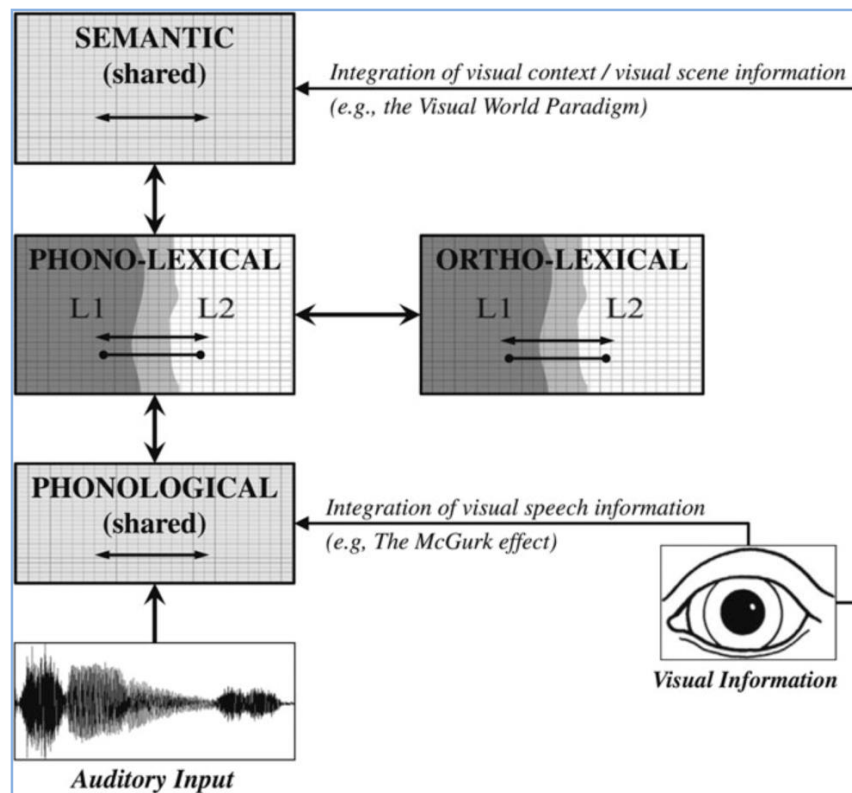 SEMANTIC
(shared)
Integration of visual context / visual scene information
(e.g., the Visual World Paradigm)
PHONO-LEXICAL
L1 L2
ORTHO-LEXICAL
L1 L2
PHONOLOGICAL
(shared)
Integration of visual speech information
(e.g, The McGurk effect)
Visual Information
Auditory Input